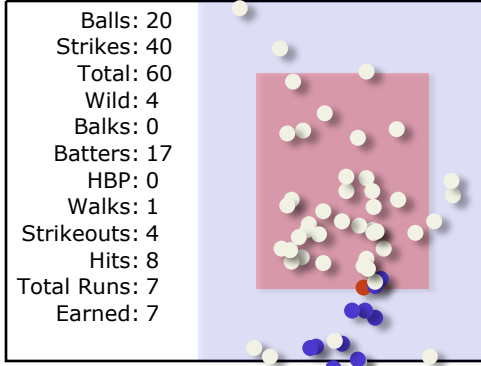 Balls: 20
Strikes: 40
Total: 60
Wild: 4
Balks: 0
Batters: 17
HBP: 0
Walks: 1
Strikeouts: 4
Hits: 8
Total Runs: 7
Earned: 7